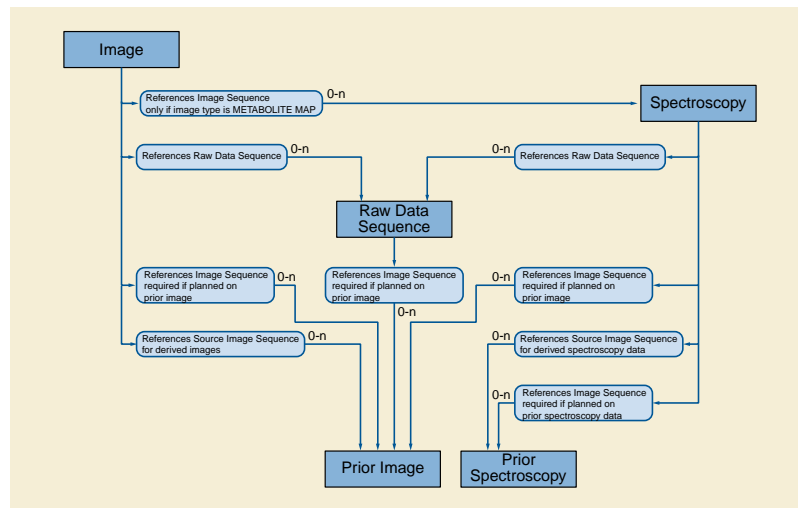 Image
References Image Sequence
only if image type is METABOLITE MAP
0-n
Spectroscopy
References Raw Data Sequence
0-n
0-n
References Raw Data Sequence
Raw Data
Sequence
References Image Sequence
required if planned on
prior image
0-n
References Image Sequence
required if planned on
prior image
0-n
0-n
References Image Sequence
required if planned on
prior image
References Source Image Sequence
for derived images
0-n
0-n
References Source Image Sequence
for derived spectroscopy data
0-n
References Image Sequence
required if planned on
prior spectroscopy data
Prior Image
Prior
Spectroscopy